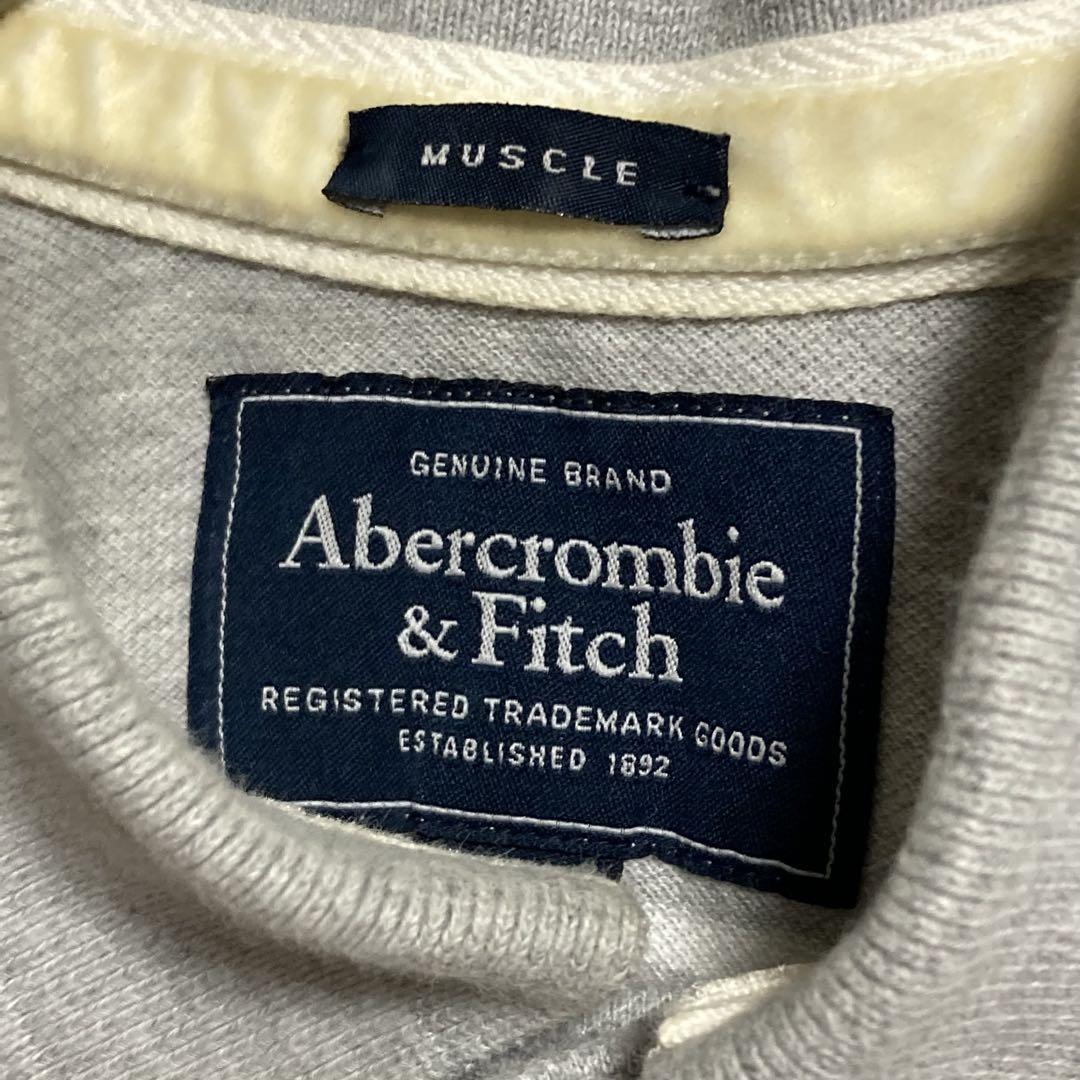 MUSCLE
GENUINE BRAND
Abercrombie
& Fitch
REGISTERED TRADEMARK GOODS
ESTABLISHED 1892